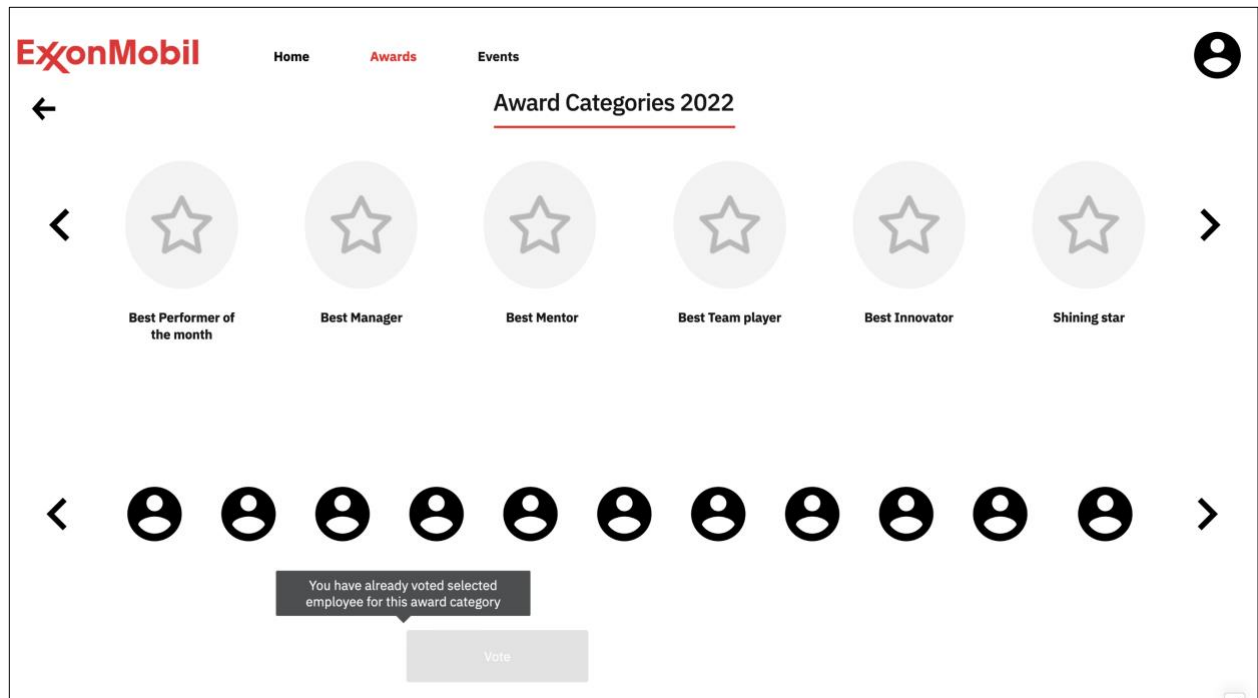 ExxonMobil
Home Awards Events
Award Categories 2022
Best Performer of
the month
Best Manager
Best Mentor
Best Team player
Best Innovator
Shining star
You have already voted selected
employee for this award category
Vote